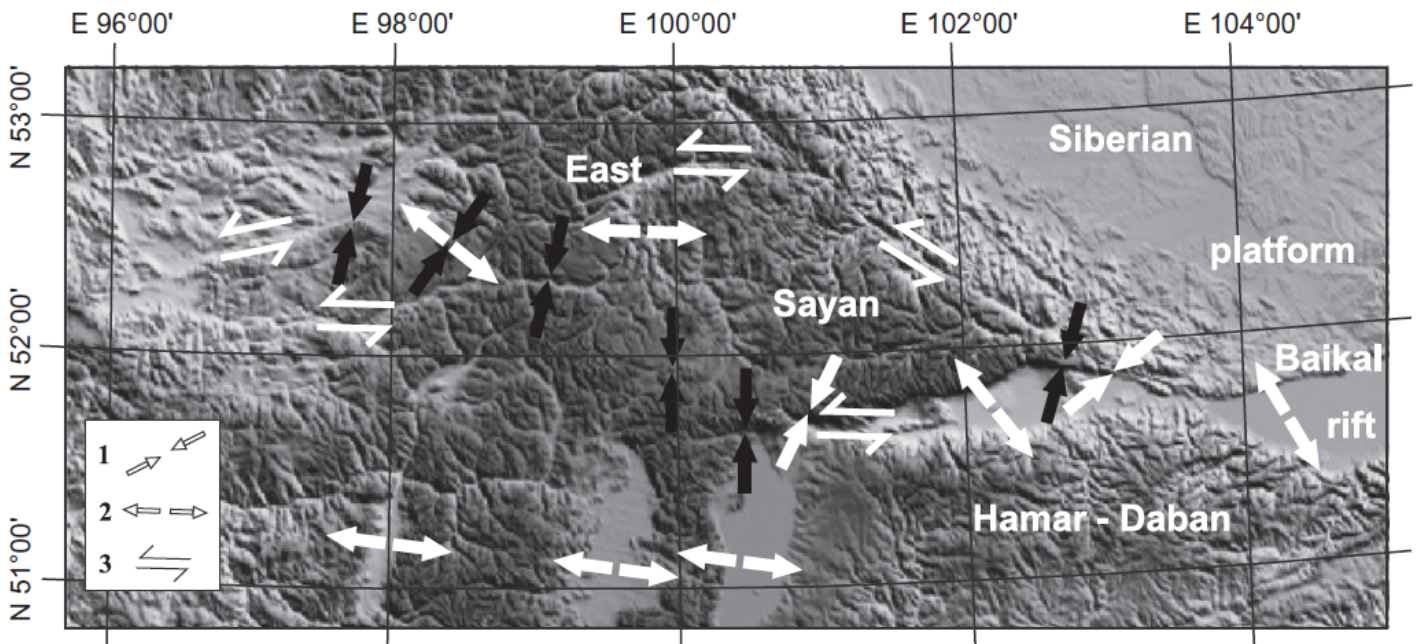 E 96°00' E 98°00' E 100°00' E 102°00' E 104°00'
N 53°00'
N 52°00'
N 51°00'
Siberian
platform
East
Sayan
Baikal
rift
Hamar - Daban
1
2
3